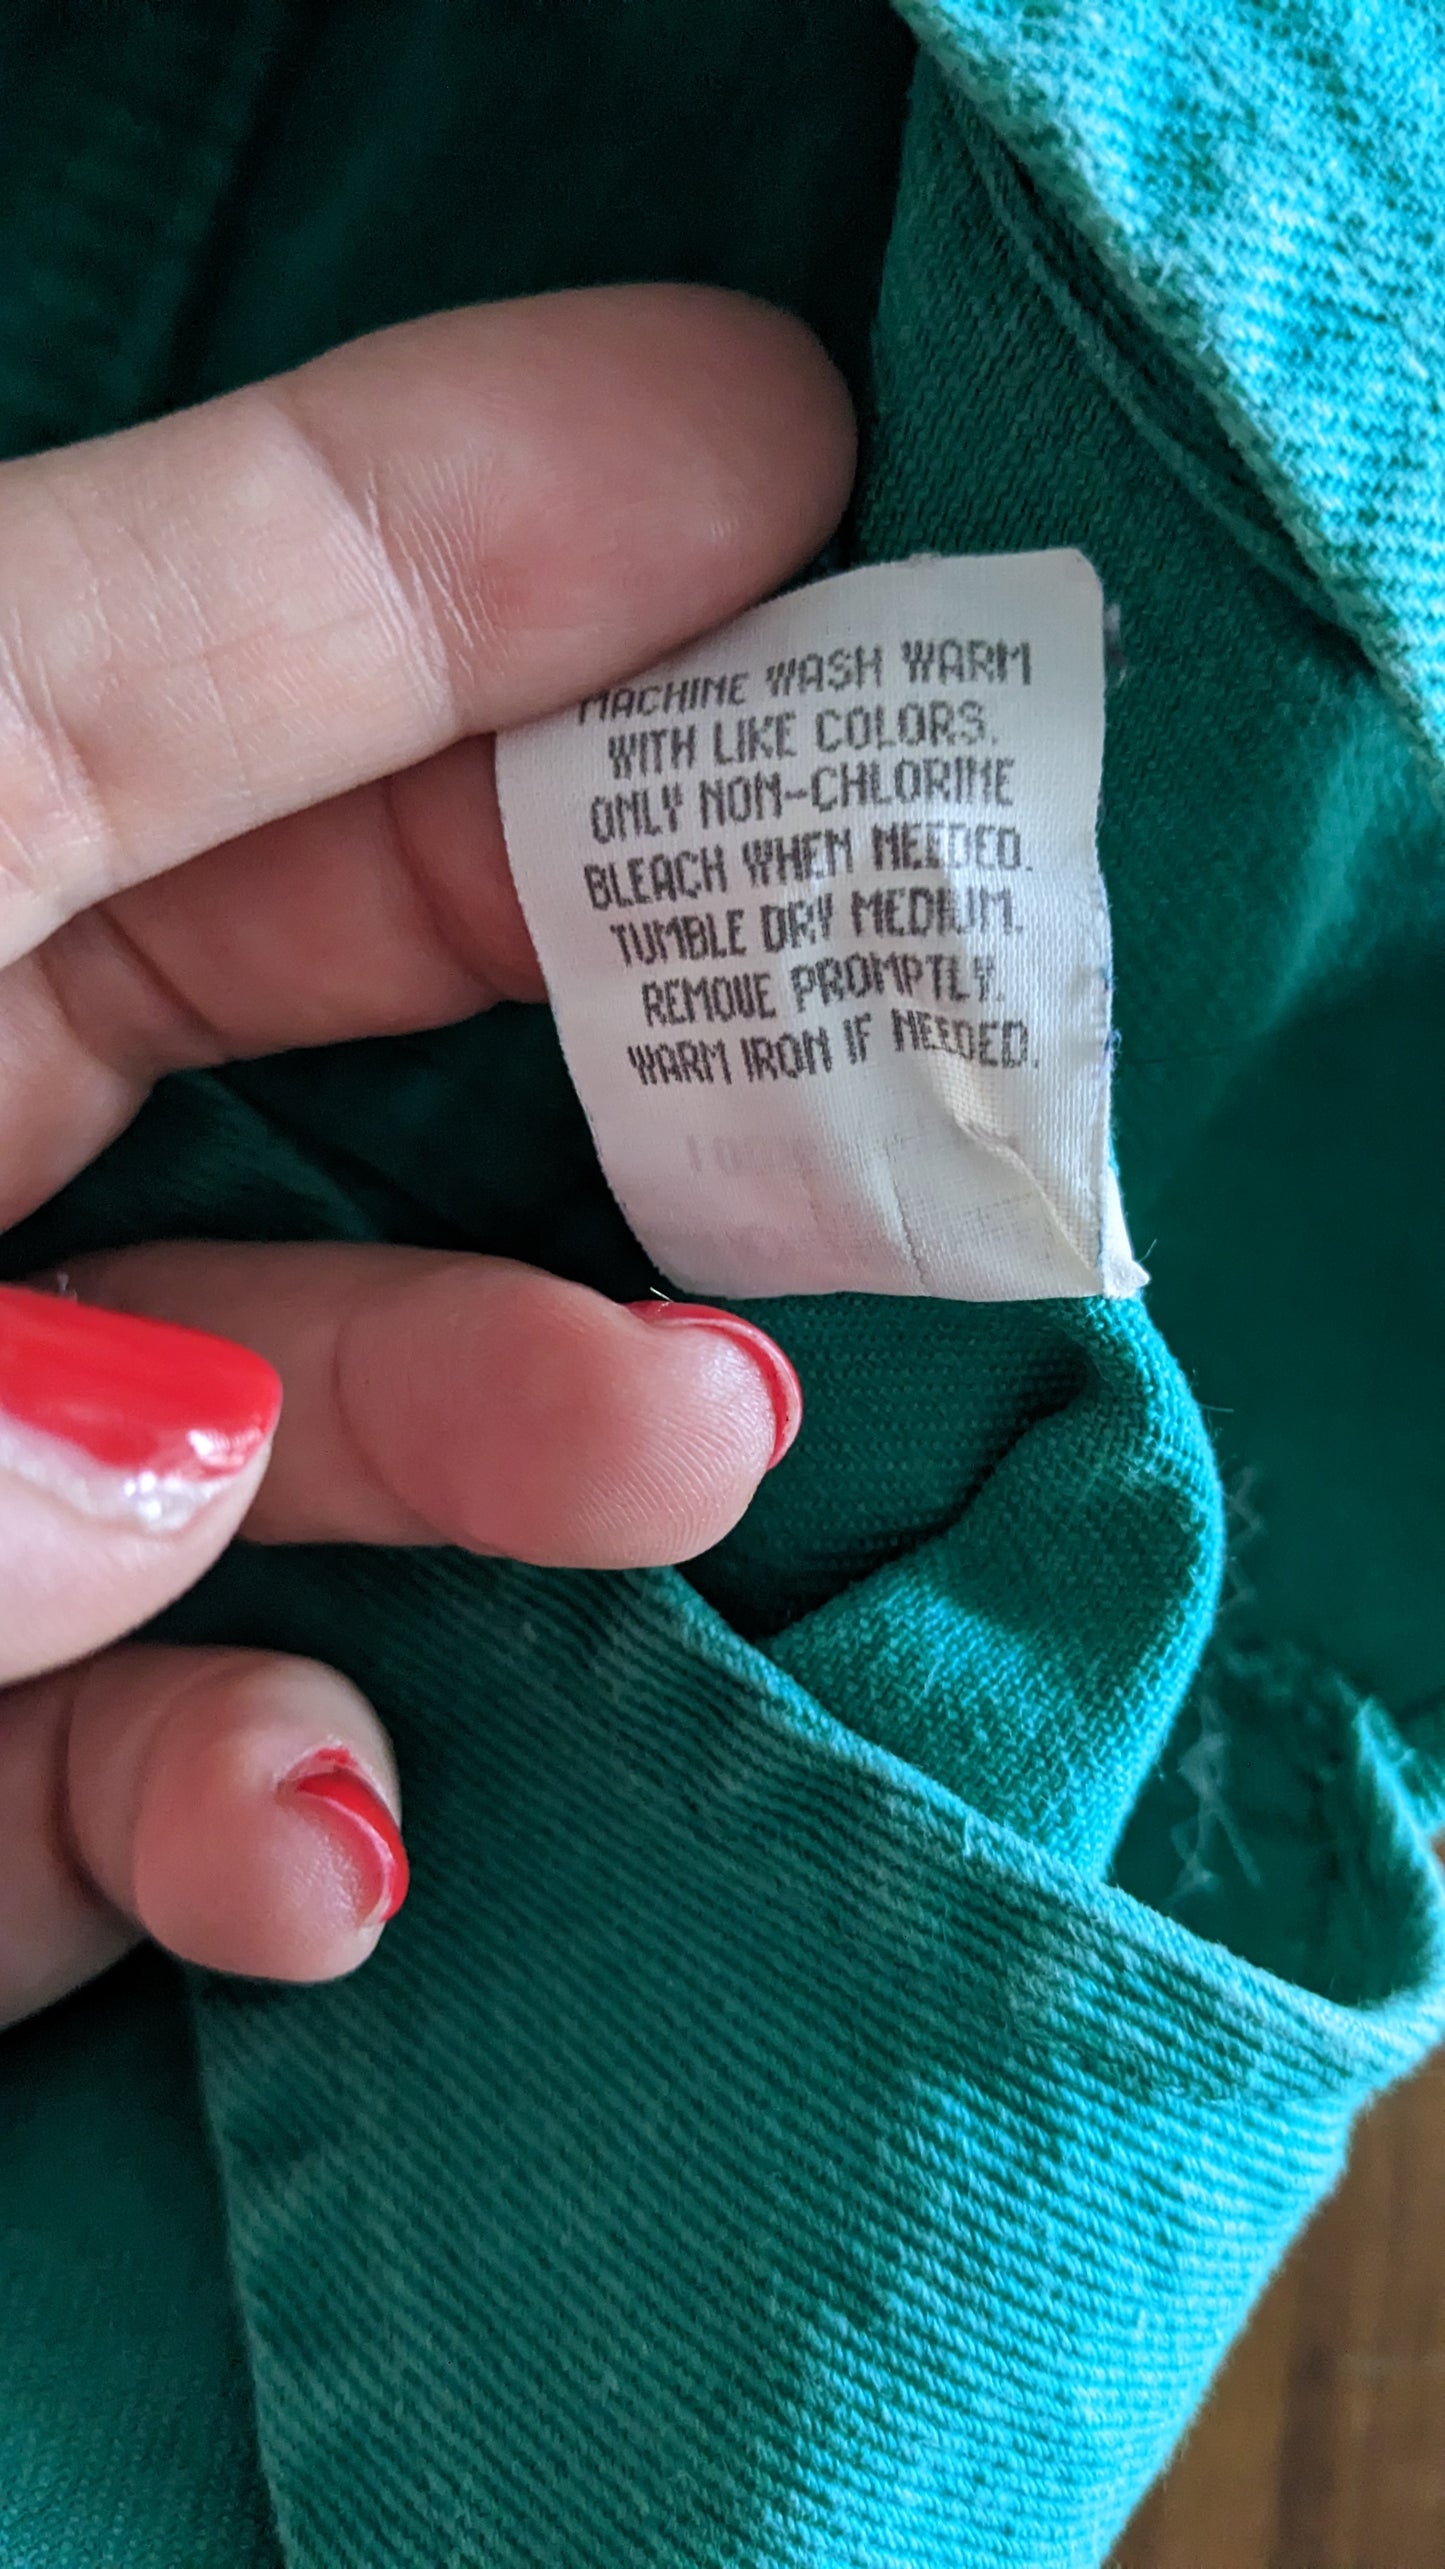 MACHINE WASH WARM
WITH LIKE COLORS.
ONLY NON-CHLORINE
BLEACH WHEN NEEDED.
TUMBLE DRY MEDIUM.
REMOVE PROMPTLY.
WARM IRON IF NEEDED.